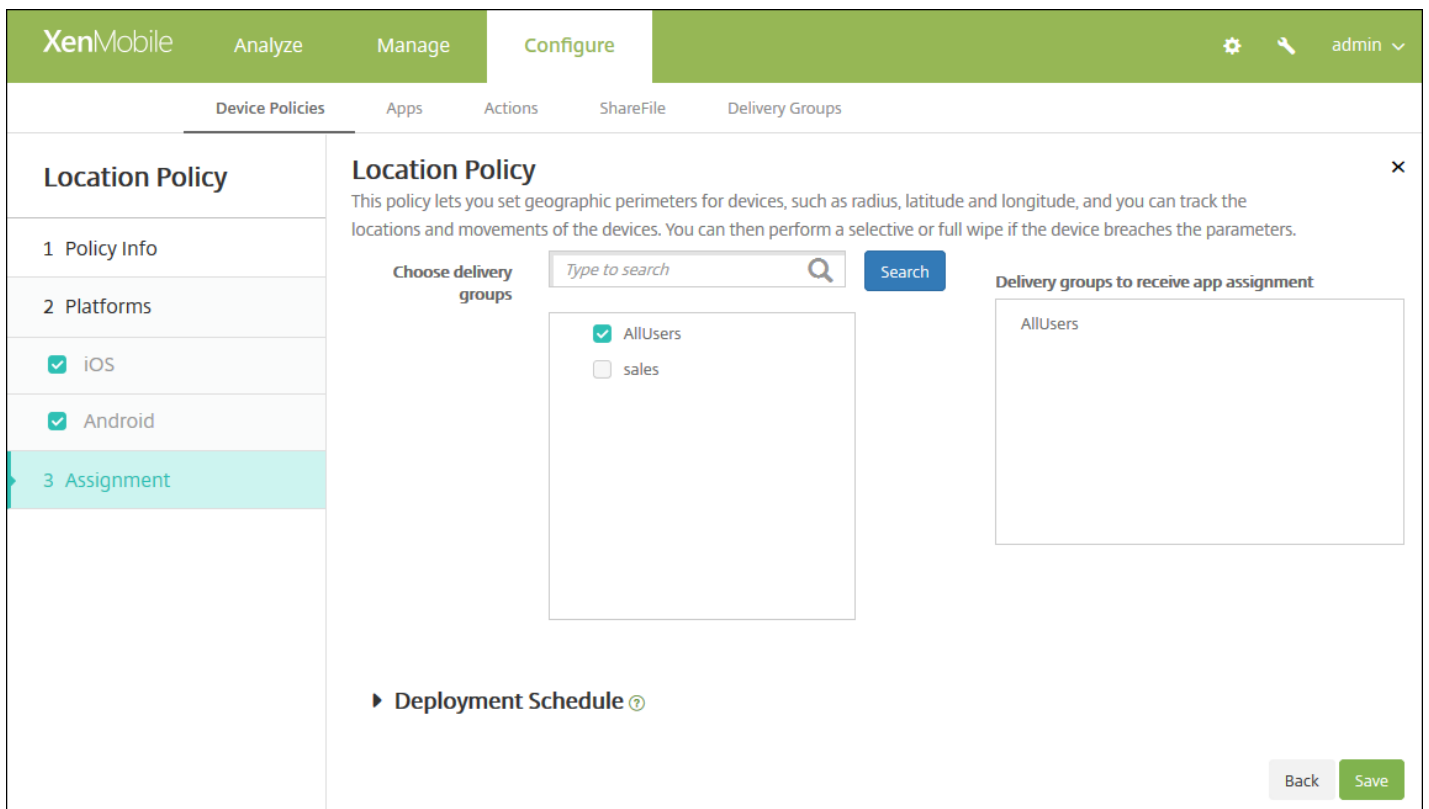 XenMobile Analyze Manage Configure admin
Device Policies Apps Actions ShareFile Delivery Groups
Location Policy
1 Policy Info
2 Platforms
iOS
Android
3 Assignment
Location Policy
This policy lets you set geographic perimeters for devices, such as radius, latitude and longitude, and you can track the
locations and movements of the devices. You can then perform a selective or full wipe if the device breaches the parameters.
Choose delivery
groups
Type to search
Search
AllUsers
sales
Delivery groups to receive app assignment
AllUsers
Deployment Schedule ?
Back Save